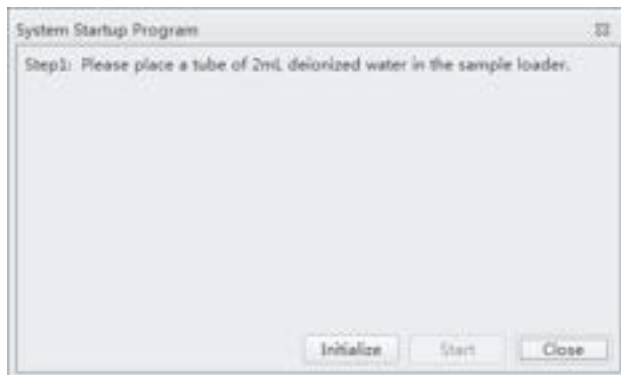 System Startup Program
Step1: Please place a tube of 2mL deionized water in the sample loader.
Initialize Start Close